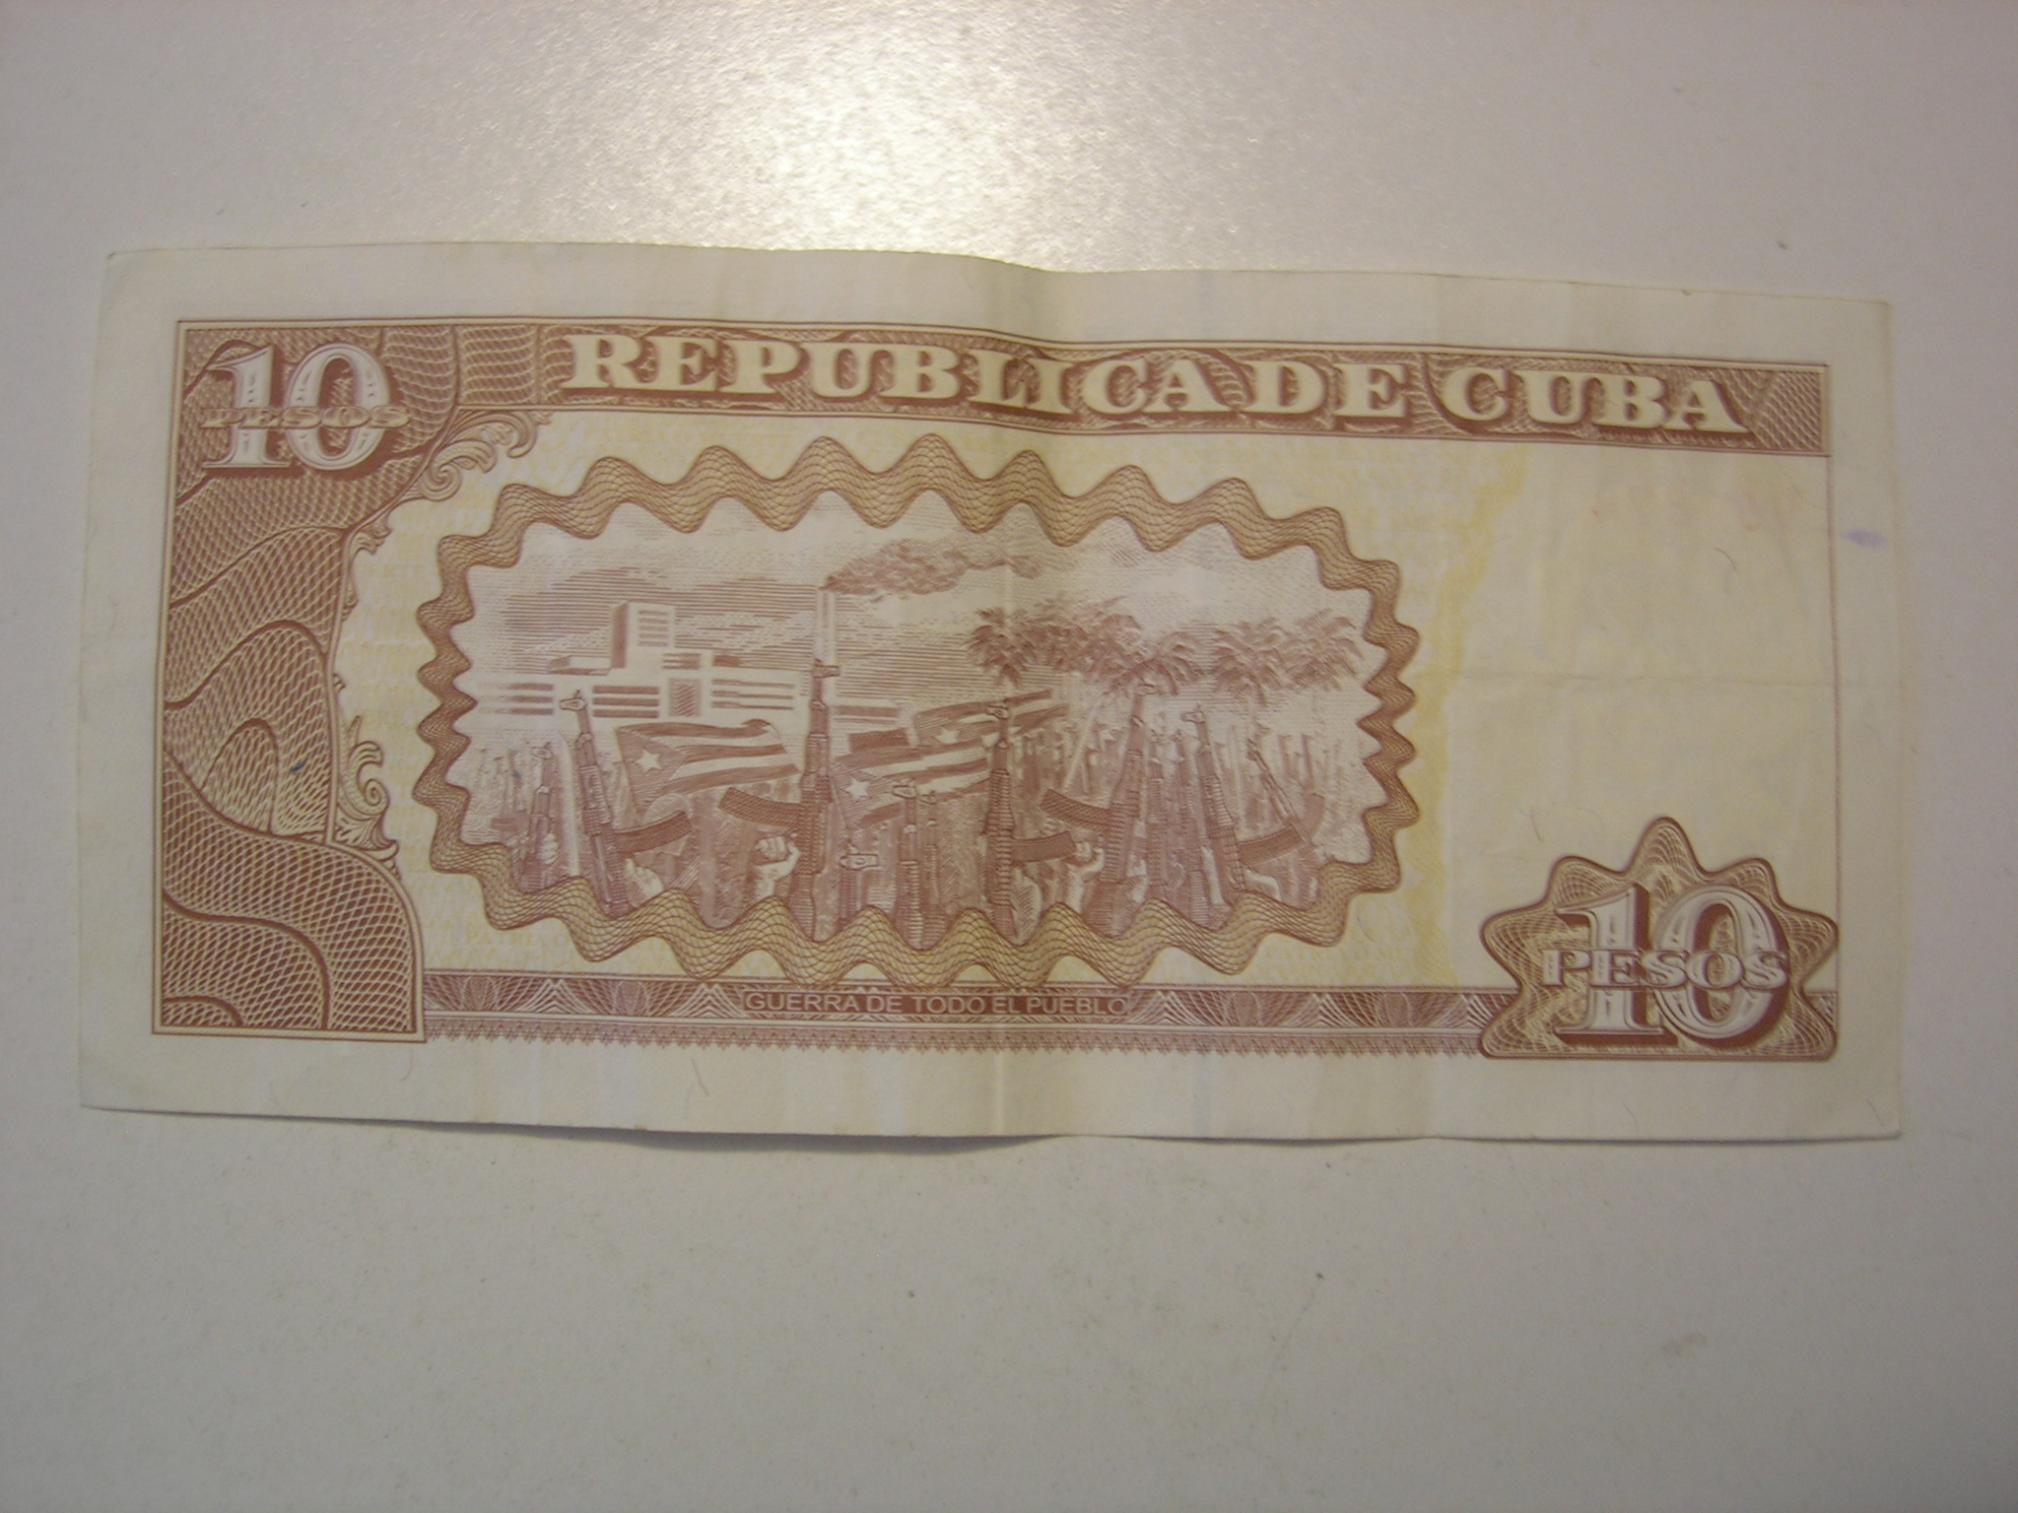 10
PESOS
REPUBLICA DE CUBA
GUERRA DE TODO EL PUEBLO
10
PESOS